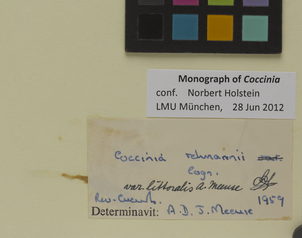 Monograph of Coccinia
conf. Norbert Holstein
LMU München, 28 Jun 2012
Coccinia rehmannii
Cogn.
var. littoralis A. Meeuse
Rev. Cucurb. 1959
Determinavit: A.D.J. Meeuse